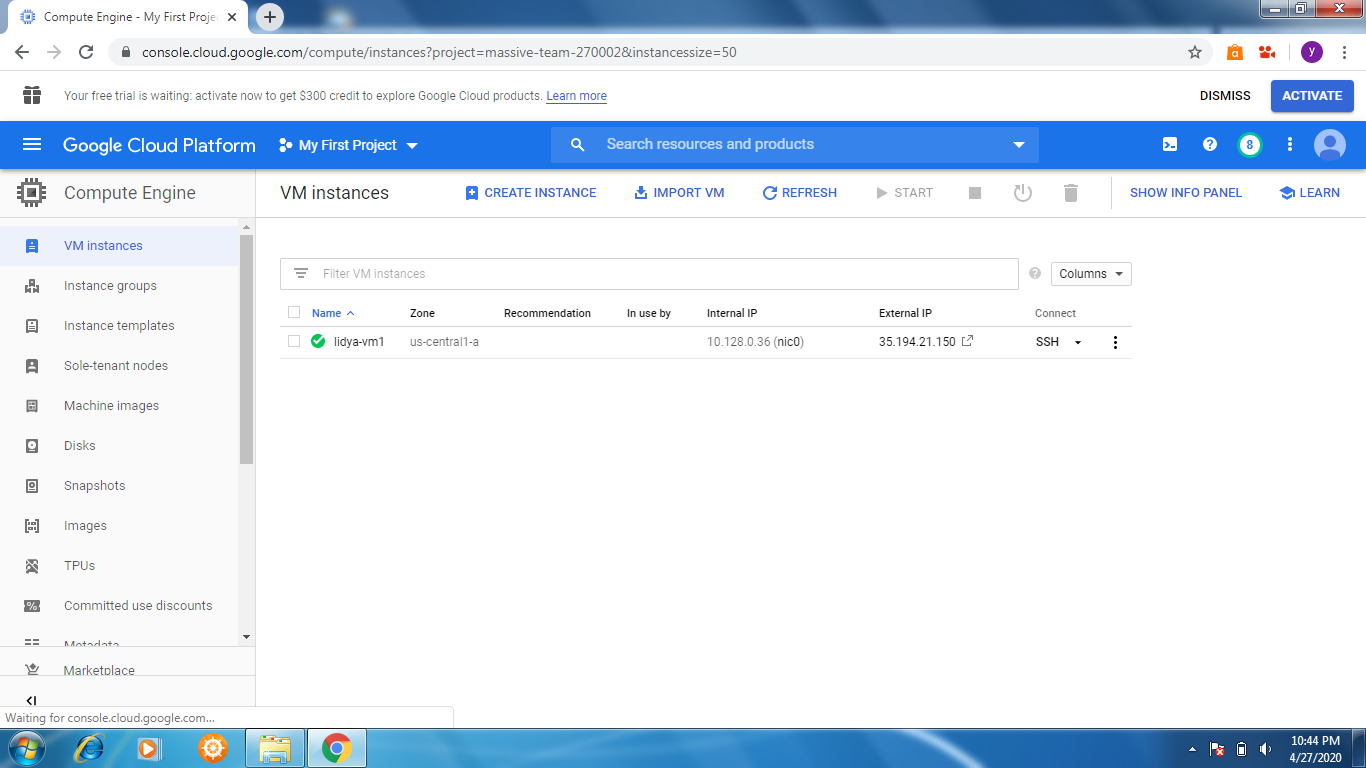 Compute Engine - My First Proje
console.cloud.google.com/compute/instances?project=massive-team-270002&instancessize=50
y
Your free trial is waiting: activate now to get $300 credit to explore Google Cloud products. Learn more
DISMISS
ACTIVATE
Google Cloud Platform
My First Project
Search resources and products
8
Compute Engine
VM instances
CREATE INSTANCE
IMPORT VM
REFRESH
START
SHOW INFO PANEL
LEARN
VM instances
Instance groups
Instance templates
Sole-tenant nodes
Machine images
Disks
Snapshots
Images
TPUs
Committed use discounts
Metadata
Marketplace
Filter VM instances
Columns
Name Zone Recommendation In use by Internal IP External IP Connect
lidya-vm1 us-central1-a 10.128.0.36 (nic0) 35.194.21.150 SSH
Waiting for console.cloud.google.com...
10:44 PM
4/27/2020